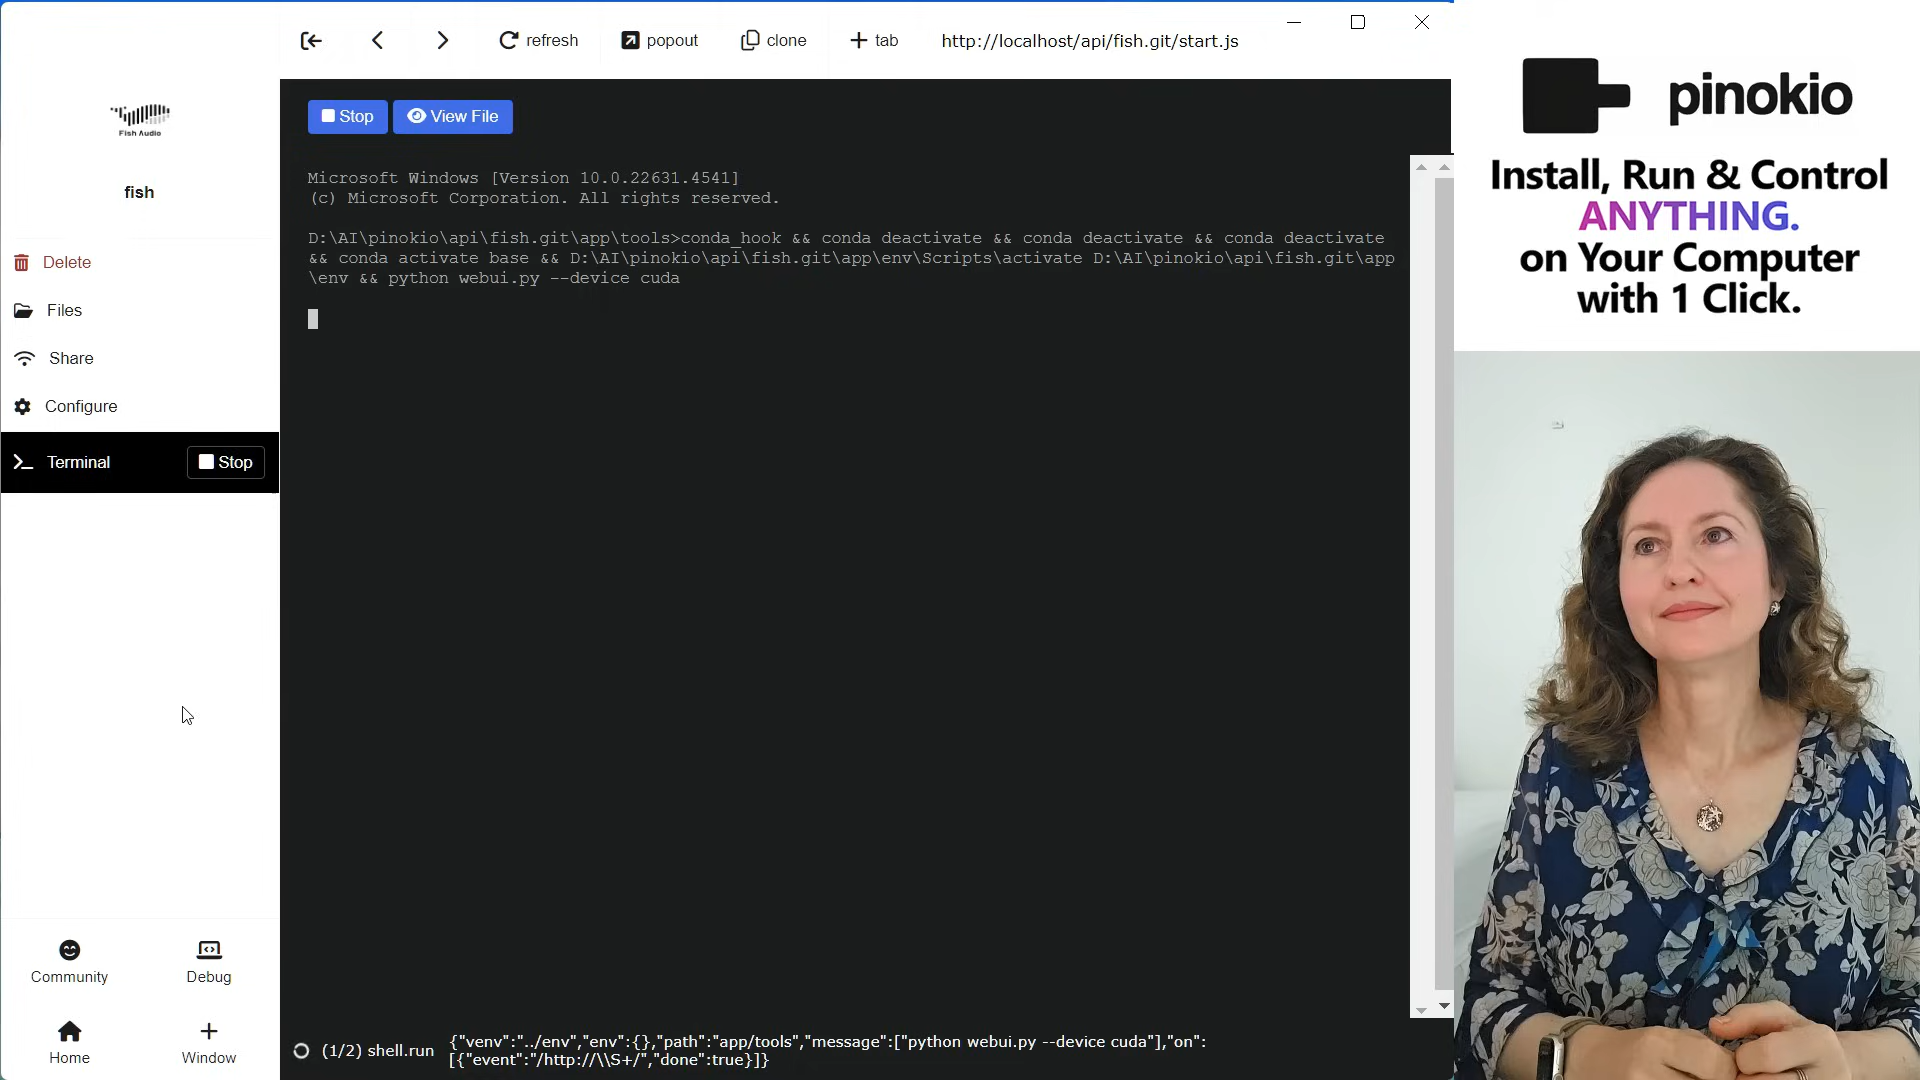 refresh
popout
clone
tab
http://localhost/api/fish.git/start.js
Fish Audio
fish
Delete
Files
Share
Configure
Terminal
Stop
Community
Debug
Home
Window
Stop
View File
Microsoft Windows [Version 10.0.22631.4541]
(c) Microsoft Corporation. All rights reserved.
D:\AI\pinokio\api\fish.git\app\tools>conda_hook && conda deactivate && conda deactivate && conda deactivate
&& conda activate base && D:\AI\pinokio\api\fish.git\app\env\Scripts\activate D:\AI\pinokio\api\fish.git\app
\env && python webui.py --device cuda
(1/2) shell.run
{"venv":"../env","env":{},"path":"app/tools","message":["python webui.py --device cuda"],"on":
[{"event":"/http://\\S+/","done":true}]}
pinokio
Install, Run & Control
ANYTHING.
on Your Computer
with 1 Click.